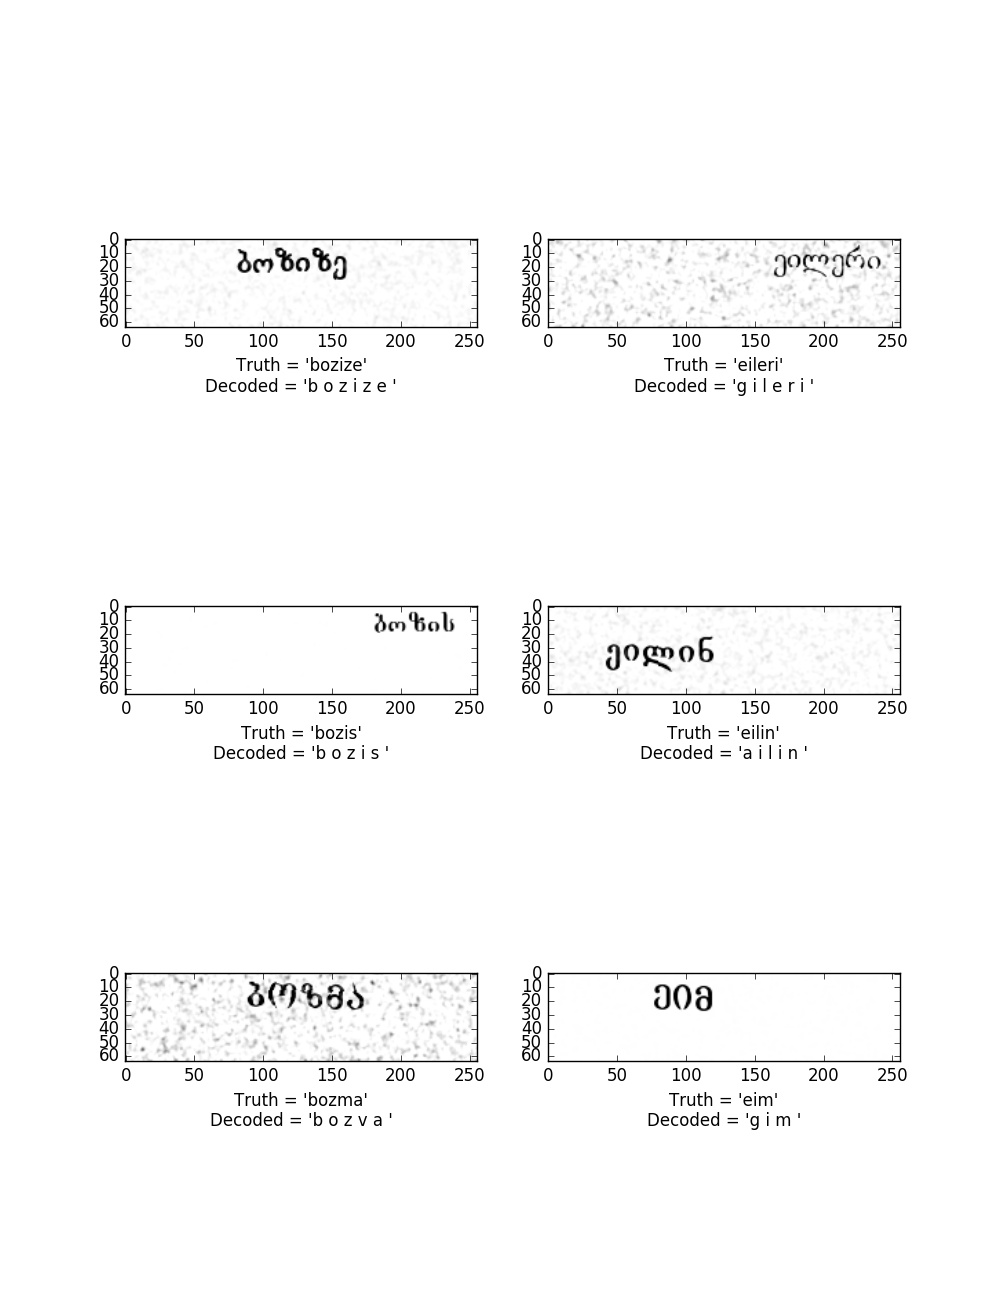 0
10
20
30
40
50
60
ბოზიზე
0 50 100 150 200 250
Truth = 'bozize'
Decoded = 'b o z i z e '
0
10
20
30
40
50
60
ეილერი
0 50 100 150 200 250
Truth = 'eileri'
Decoded = 'g i l e r i '
0
10
20
30
40
50
60
ბოზის
0 50 100 150 200 250
Truth = 'bozis'
Decoded = 'b o z i s '
0
10
20
30
40
50
60
ეილინ
0 50 100 150 200 250
Truth = 'eilin'
Decoded = 'a i l i n '
0
10
20
30
40
50
60
ბოზმა
0 50 100 150 200 250
Truth = 'bozma'
Decoded = 'b o z v a '
0
10
20
30
40
50
60
ეიმ
0 50 100 150 200 250
Truth = 'eim'
Decoded = 'g i m '